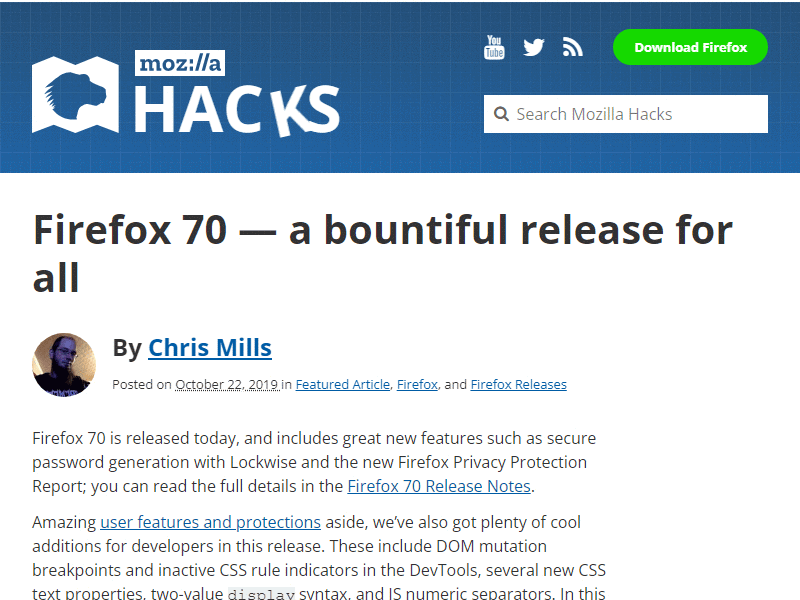 You
Tube
Download Firefox
moz://a
HACKS
Search Mozilla Hacks
Firefox 70 — a bountiful release for
all
By Chris Mills
Posted on October 22, 2019 in Featured Article, Firefox, and Firefox Releases
Firefox 70 is released today, and includes great new features such as secure
password generation with Lockwise and the new Firefox Privacy Protection
Report; you can read the full details in the Firefox 70 Release Notes.
Amazing user features and protections aside, we’ve also got plenty of cool
additions for developers in this release. These include DOM mutation
breakpoints and inactive CSS rule indicators in the DevTools, several new CSS
text properties, two-value display syntax, and JS numeric separators. In this